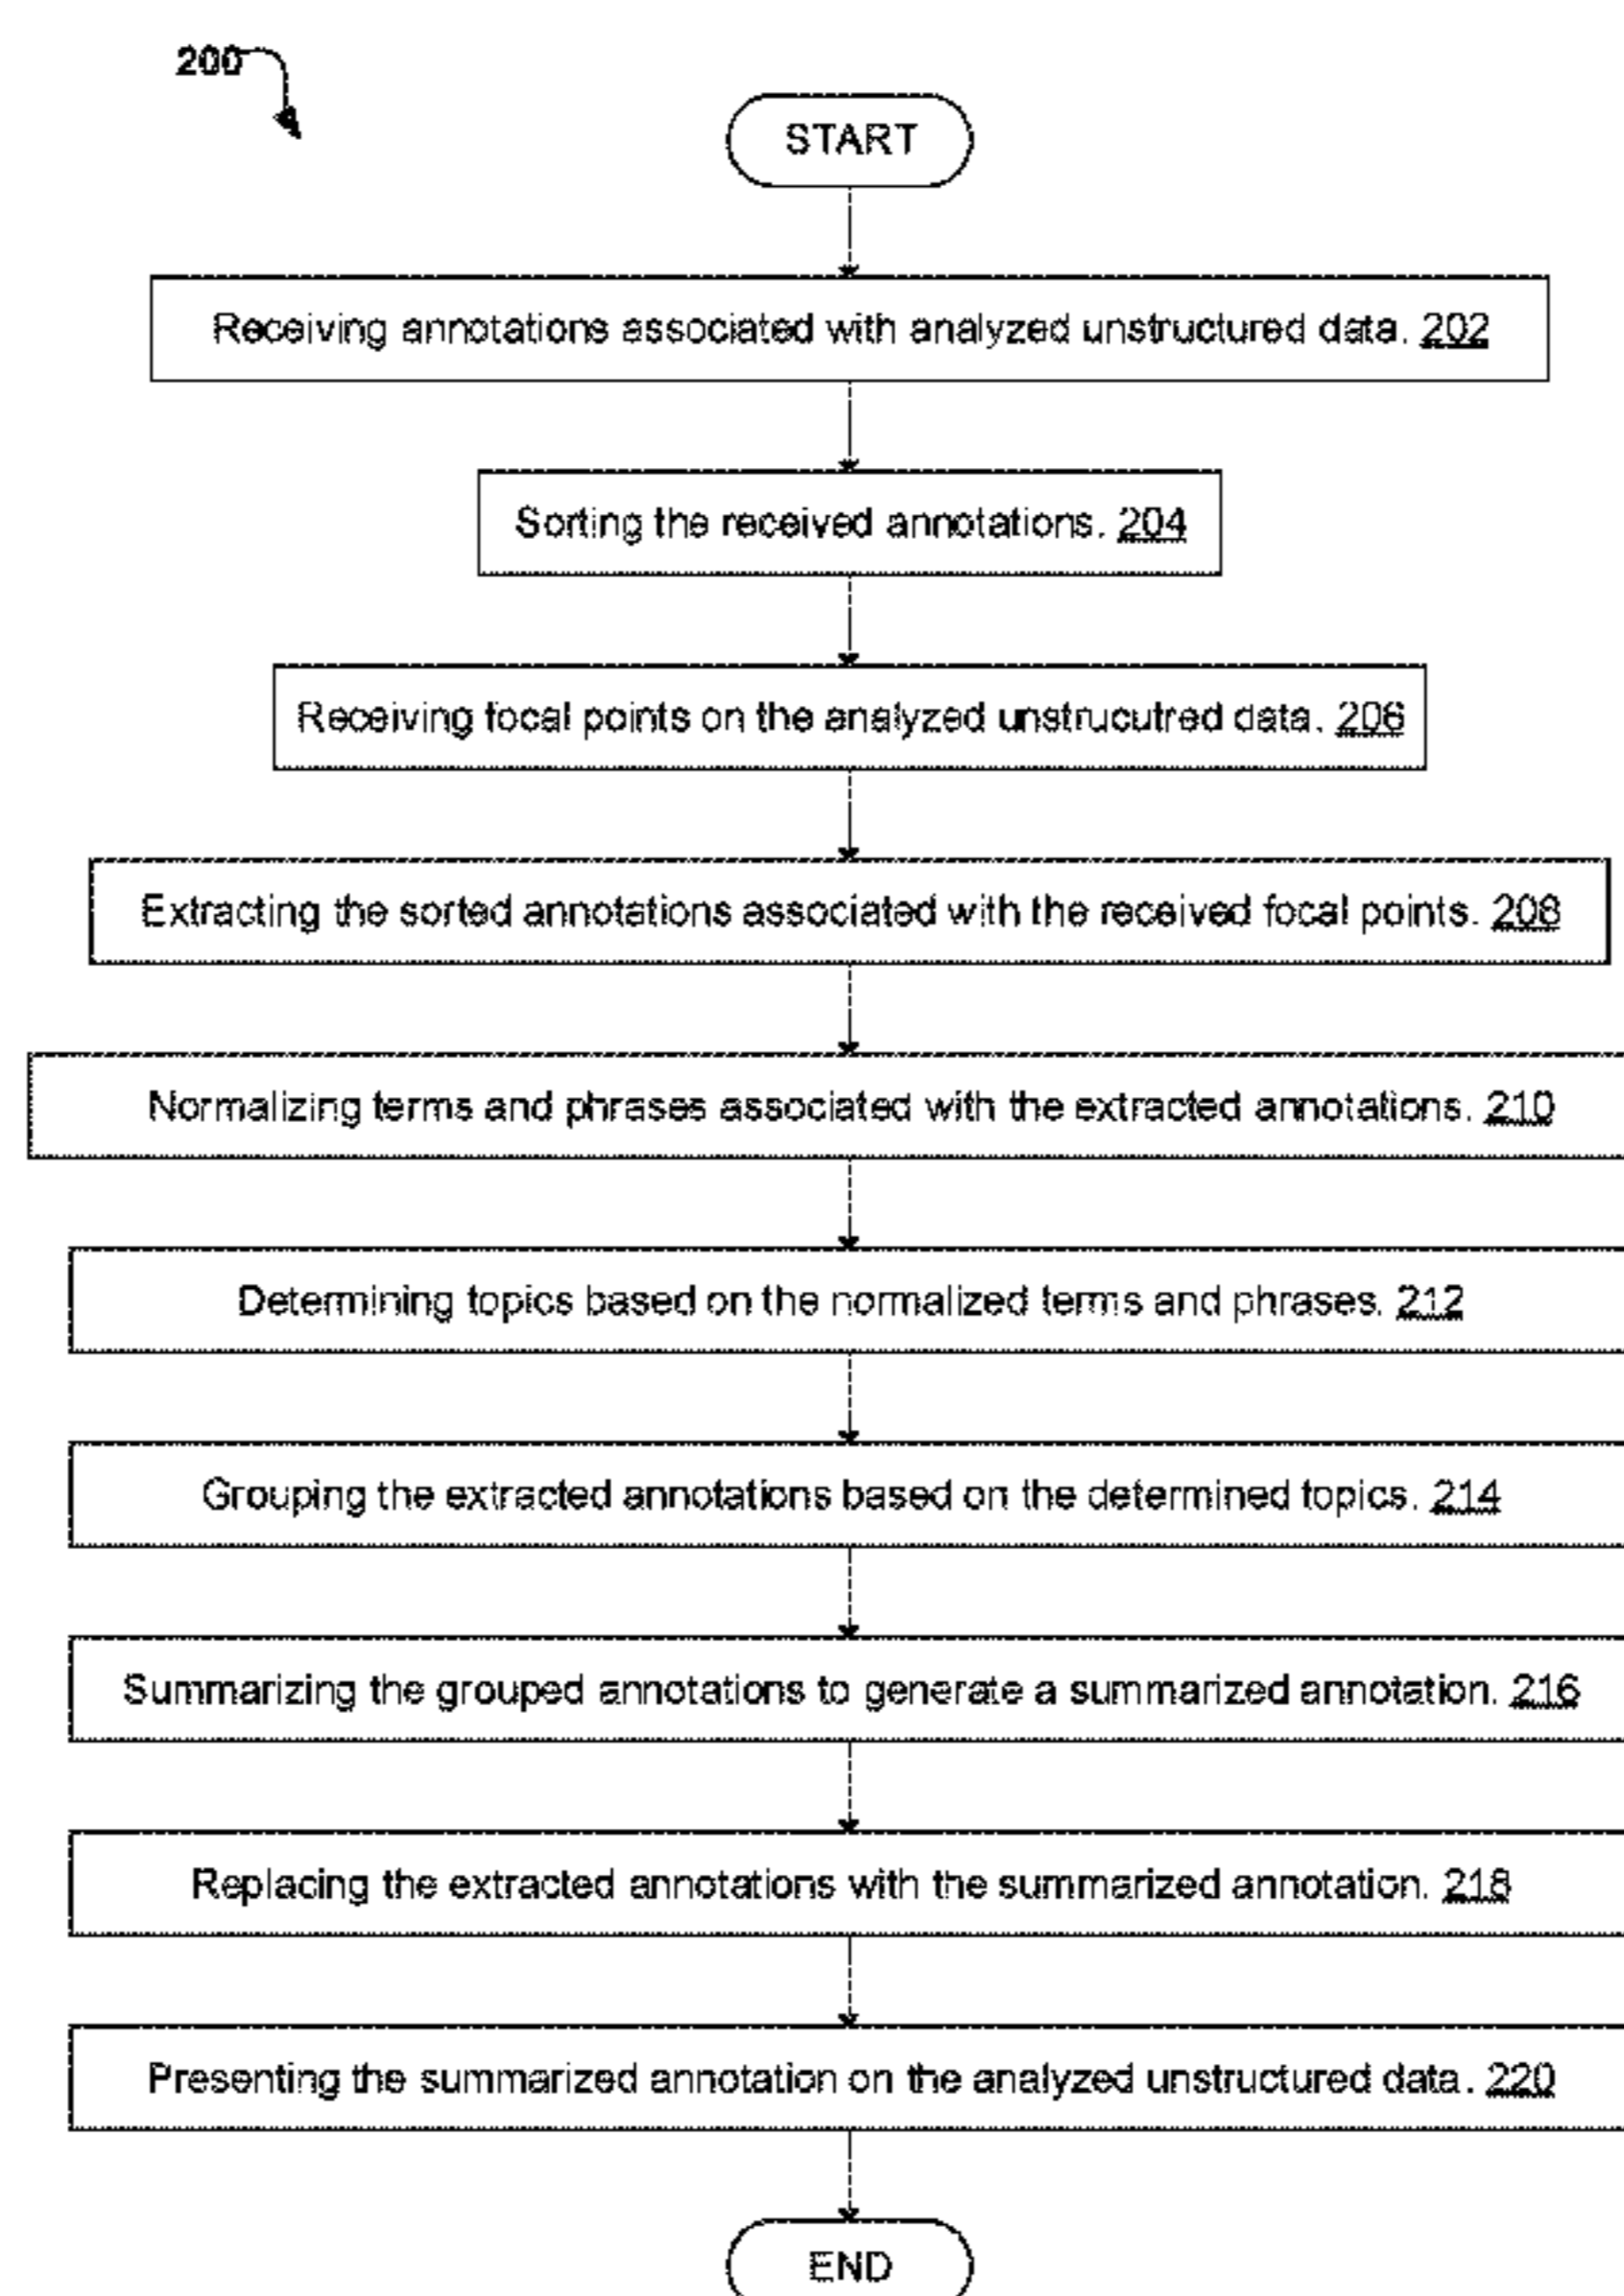 200
START
Receiving annotations associated with analyzed unstructured data. 202
Sorting the received annotations. 204
Receiving focal points on the analyzed unstrucutred data. 206
Extracting the sorted annotations associated with the received focal points. 208
Normalizing terms and phrases associated with the extracted annotations. 210
Determining topics based on the normalized terms and phrases. 212
Grouping the extracted annotations based on the determined topics. 214
Summarizing the grouped annotations to generate a summarized annotation. 216
Replacing the extracted annotations with the summarized annotation. 218
Presenting the summarized annotation on the analyzed unstructured data. 220
END